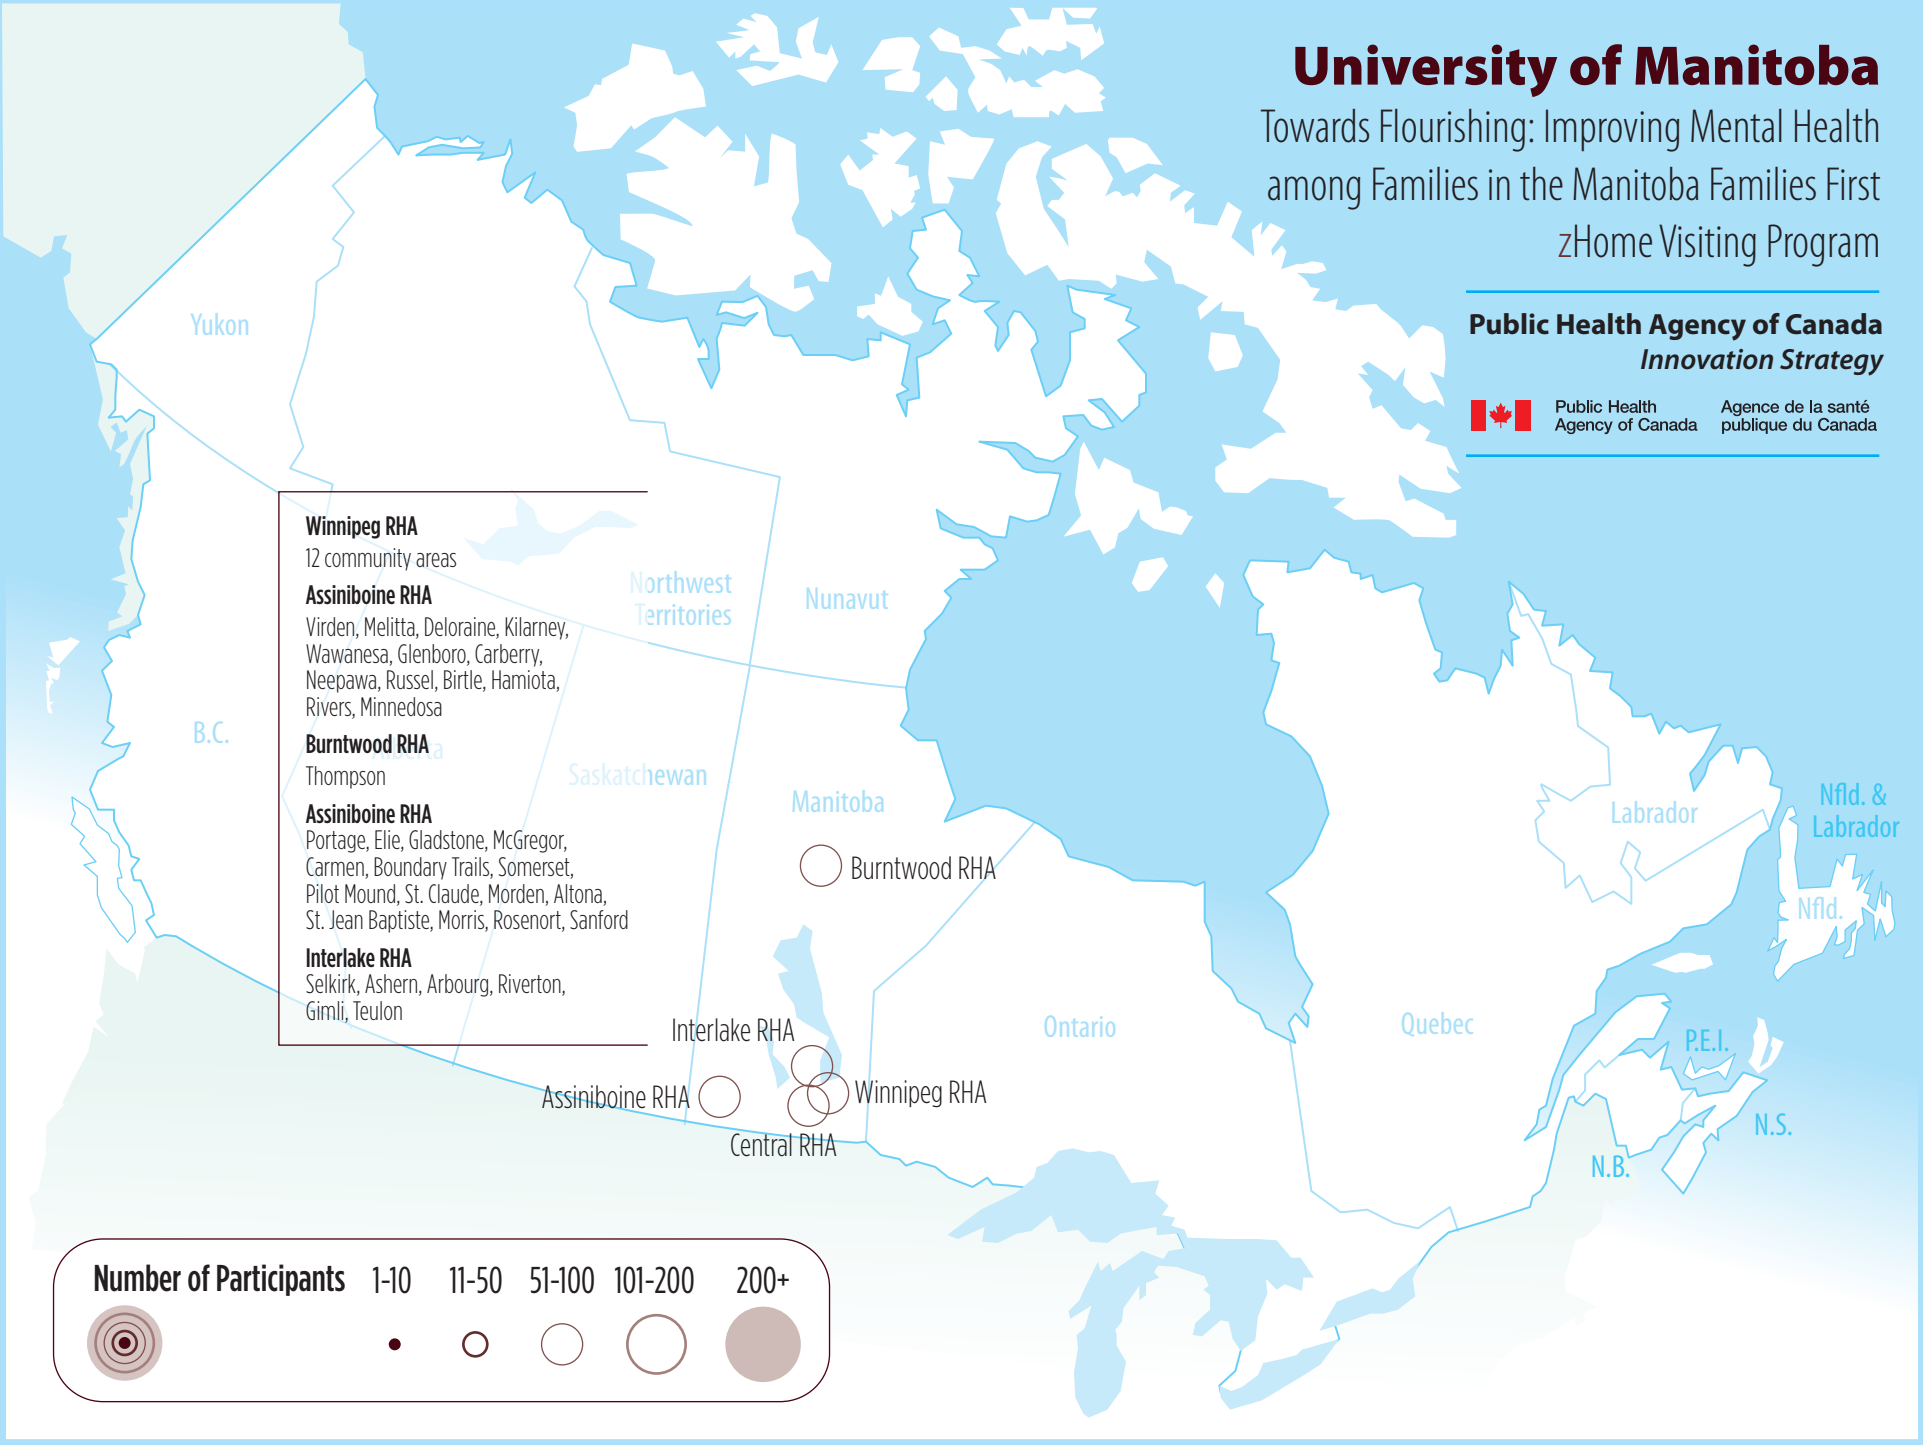 University of Manitoba
Towards Flourishing: Improving Mental Health
among Families in the Manitoba Families First
zHome Visiting Program
Public Health Agency of Canada
Innovation Strategy
Public Health
Agency of Canada
Agence de la santé
publique du Canada
Yukon
Northwest
Territories
Nunavut
B.C.
Alberta
Saskatchewan
Manitoba
Ontario
Quebec
Labrador
Nfld. &
Labrador
Nfld.
P.E.I.
N.S.
N.B.
Winnipeg RHA
12 community areas
Assiniboine RHA
Virden, Melitta, Deloraine, Kilarney,
Wawanesa, Glenboro, Carberry,
Neepawa, Russel, Birtle, Hamiota,
Rivers, Minnedosa
Burntwood RHA
Thompson
Assiniboine RHA
Portage, Elie, Gladstone, McGregor,
Carmen, Boundary Trails, Somerset,
Pilot Mound, St. Claude, Morden, Altona,
St. Jean Baptiste, Morris, Rosenort, Sanford
Interlake RHA
Selkirk, Ashern, Arbourg, Riverton,
Gimli, Teulon
Burntwood RHA
Interlake RHA
Assiniboine RHA
Winnipeg RHA
Central RHA
Number of Participants 1-10 11-50 51-100 101-200 200+